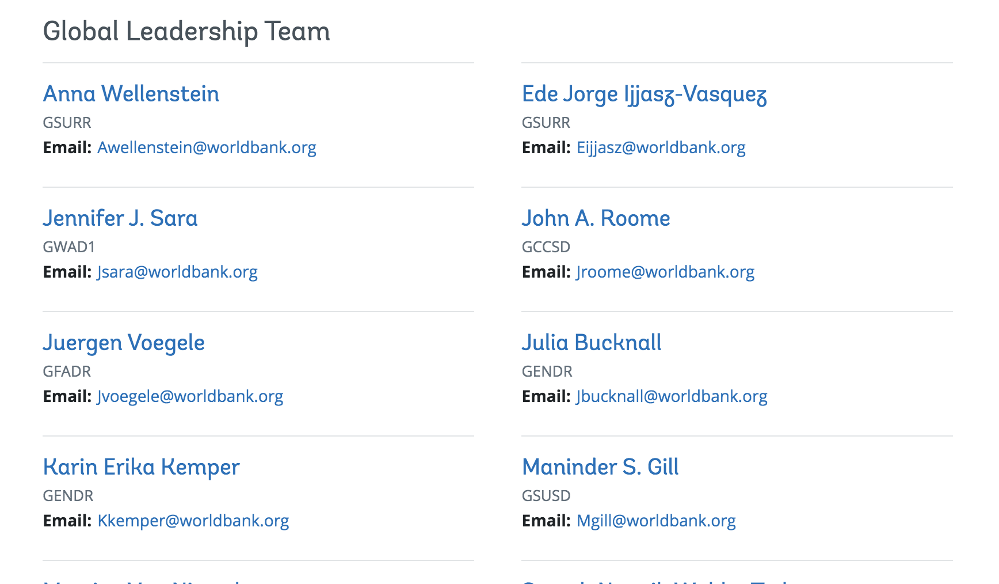 Global Leadership Team
Anna Wellenstein
GSURR
Email: Awellenstein@worldbank.org
Ede Jorge Ijjasz-Vasquez
GSURR
Email: Eijjasz@worldbank.org
Jennifer J. Sara
GWAD1
Email: Jsara@worldbank.org
John A. Roome
GCCSD
Email: Jroome@worldbank.org
Juergen Voegele
GFADR
Email: Jvoegele@worldbank.org
Julia Bucknall
GENDR
Email: Jbucknall@worldbank.org
Karin Erika Kemper
GENDR
Email: Kkemper@worldbank.org
Maninder S. Gill
GSUSD
Email: Mgill@worldbank.org